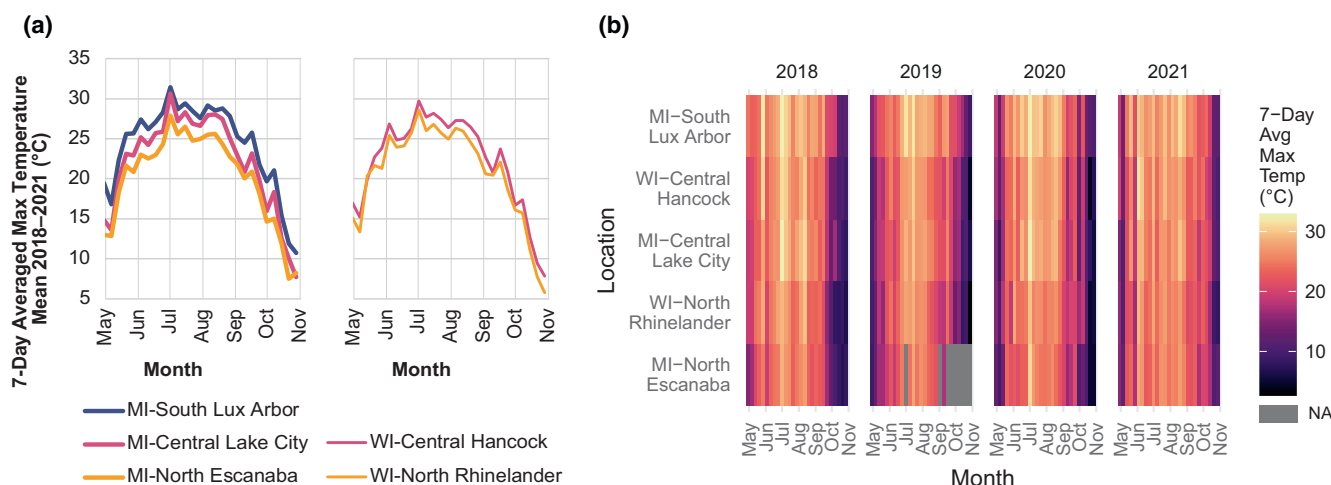 (a)
7-Day Averaged Max Temperature
Mean 2018–2021 (°C)
35
30
25
20
15
10
5
May
Jun
Jul
Aug
Sep
Oct
Nov
May
Jun
Jul
Aug
Sep
Oct
Nov
Month
Month
MI-South Lux Arbor
MI-Central Lake City
WI-Central Hancock
MI-North Escanaba
WI-North Rhinelander
(b)
2018
2019
2020
2021
Location
MI−South
Lux Arbor
WI−Central
Hancock
MI−Central
Lake City
WI−North
Rhinelander
MI−North
Escanaba
May
Jun
Jul
Aug
Sep
Oct
Nov
May
Jun
Jul
Aug
Sep
Oct
Nov
May
Jun
Jul
Aug
Sep
Oct
Nov
May
Jun
Jul
Aug
Sep
Oct
Nov
Month
7−Day
Avg
Max
Temp
(°C)
30
20
10
NA